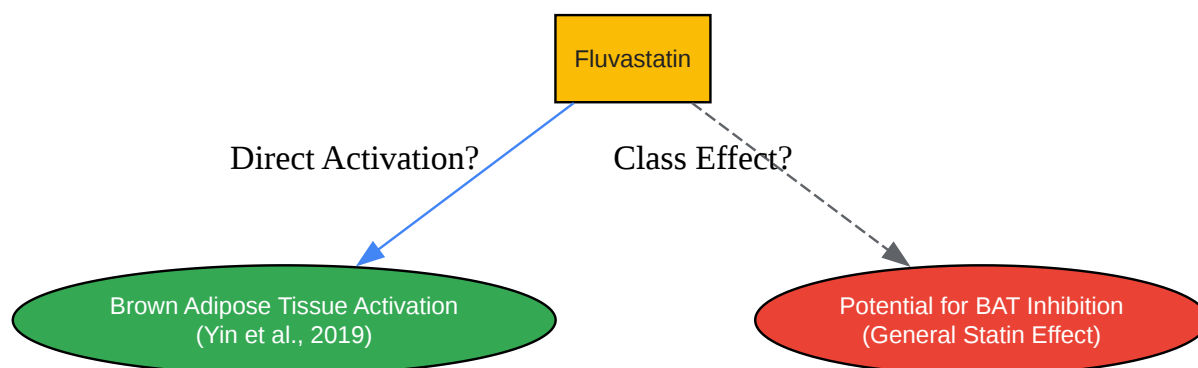 Fluvastatin
Direct Activation?
Class Effect?
Brown Adipose Tissue Activation
(Yin et al., 2019)
Potential for BAT Inhibition
(General Statin Effect)